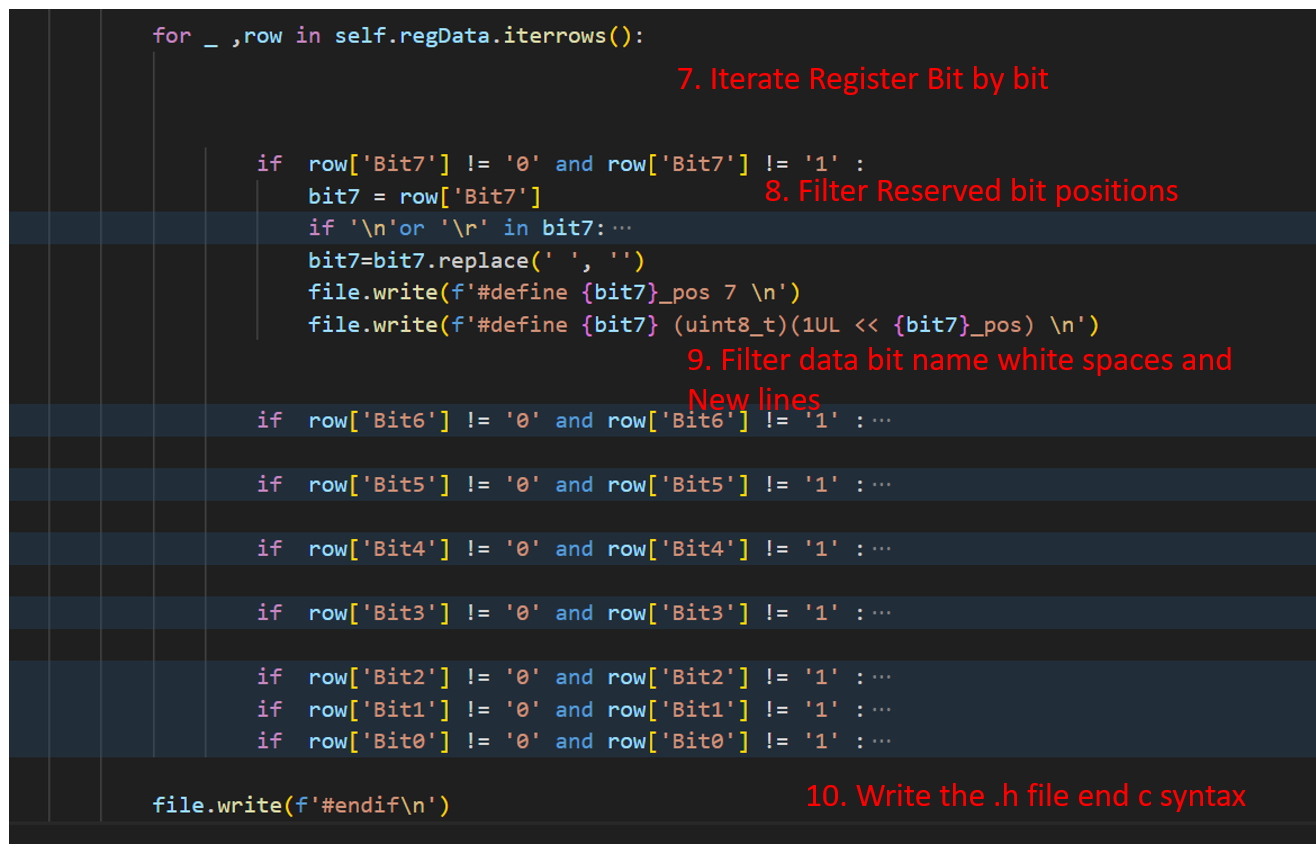 for _ ,row in self.regData.iterrows():
7. Iterate Register Bit by bit
if  row['Bit7'] != '0' and row['Bit7'] != '1' :
bit7 = row['Bit7']
8. Filter Reserved bit positions
if '\n'or '\r' in bit7:···
bit7=bit7.replace(' ', '')
file.write(f'#define {bit7}_pos 7 \n')
file.write(f'#define {bit7} (uint8_t)(1UL << {bit7}_pos) \n')
9. Filter data bit name white spaces and
New lines
if  row['Bit6'] != '0' and row['Bit6'] != '1' :···
if  row['Bit5'] != '0' and row['Bit5'] != '1' :···
if  row['Bit4'] != '0' and row['Bit4'] != '1' :···
if  row['Bit3'] != '0' and row['Bit3'] != '1' :···
if  row['Bit2'] != '0' and row['Bit2'] != '1' :···
if  row['Bit1'] != '0' and row['Bit1'] != '1' :···
if  row['Bit0'] != '0' and row['Bit0'] != '1' :···
file.write(f'#endif\n')
10. Write the .h file end c syntax